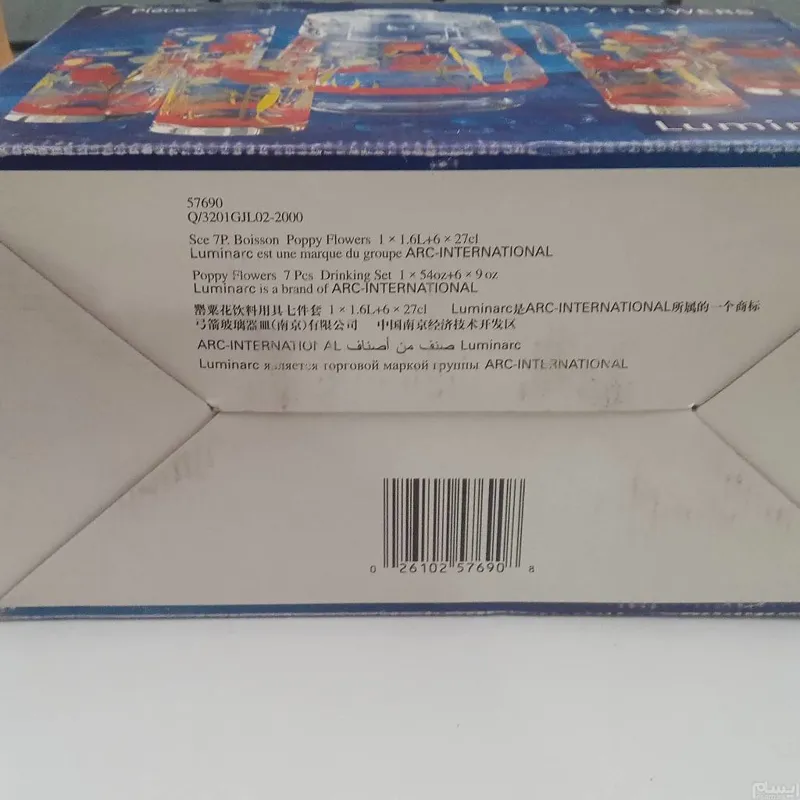 7 Pieces
POPPY FLOWERS
Lumin
57690
Q/3201GJL02-2000
Sce 7P. Boisson Poppy Flowers 1 × 1.6L+6 × 27cl
Luminarc est une marque du groupe ARC-INTERNATIONAL
Poppy Flowers 7 Pcs Drinking Set 1 × 54oz+6 × 9 oz
Luminarc is a brand of ARC-INTERNATIONAL
罂粟花饮料用具七件套 1 × 1.6L+6 × 27cl Luminarc是ARC-INTERNATIONAL所属的一个商标
弓箭玻璃器皿(南京)有限公司 中国南京经济技术开发区
ARC-INTERNATIONAL صنف من أصناف Luminarc
Luminarc является торговой маркой группы ARC-INTERNATIONAL
0 26102 57690 8
ایسام